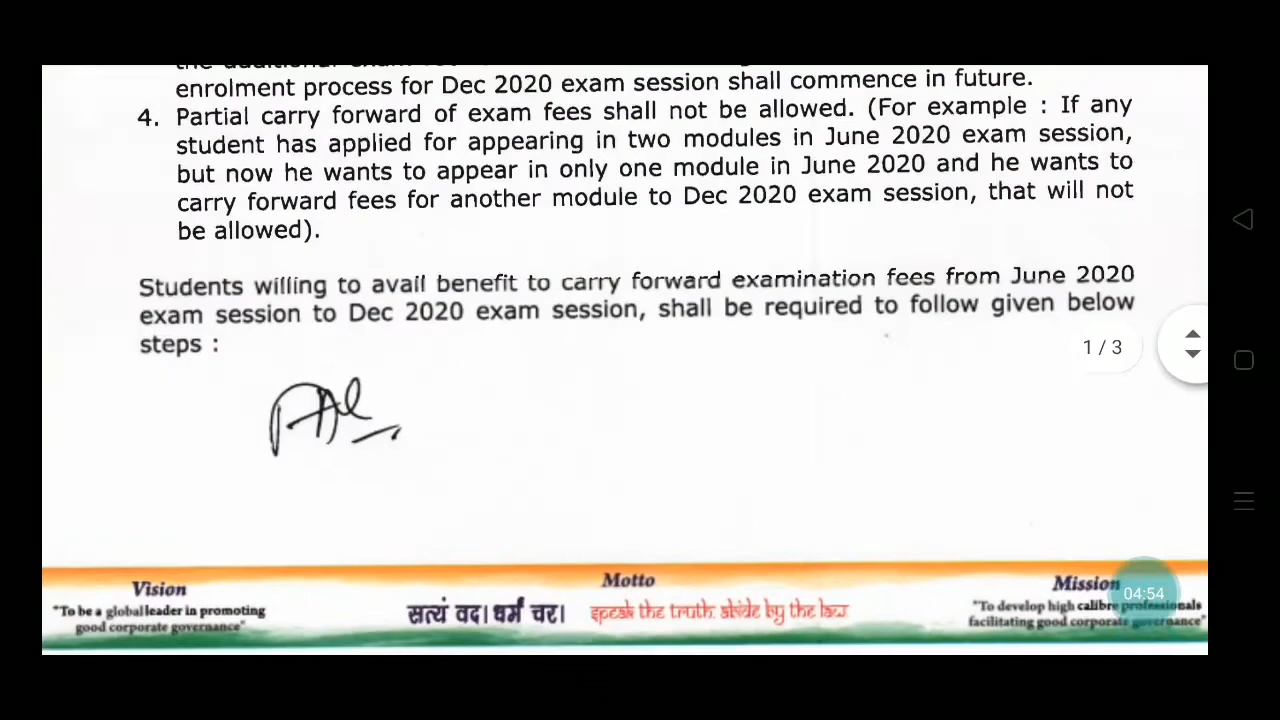 enrolment process for Dec 2020 exam session shall commence in future.
4. Partial carry forward of exam fees shall not be allowed. (For example : If any
student has applied for appearing in two modules in June 2020 exam session,
but now he wants to appear in only one module in June 2020 and he wants to
carry forward fees for another module to Dec 2020 exam session, that will not
be allowed).
Students willing to avail benefit to carry forward examination fees from June 2020
exam session to Dec 2020 exam session, shall be required to follow given below
steps :
1 / 3
Vision
"To be a global leader in promoting
good corporate governance"
Motto
सत्यं वद। धर्मं चर। speak the truth. abide by the law
Mission
"To develop high calibre professionals
facilitating good corporate governance"
04:54